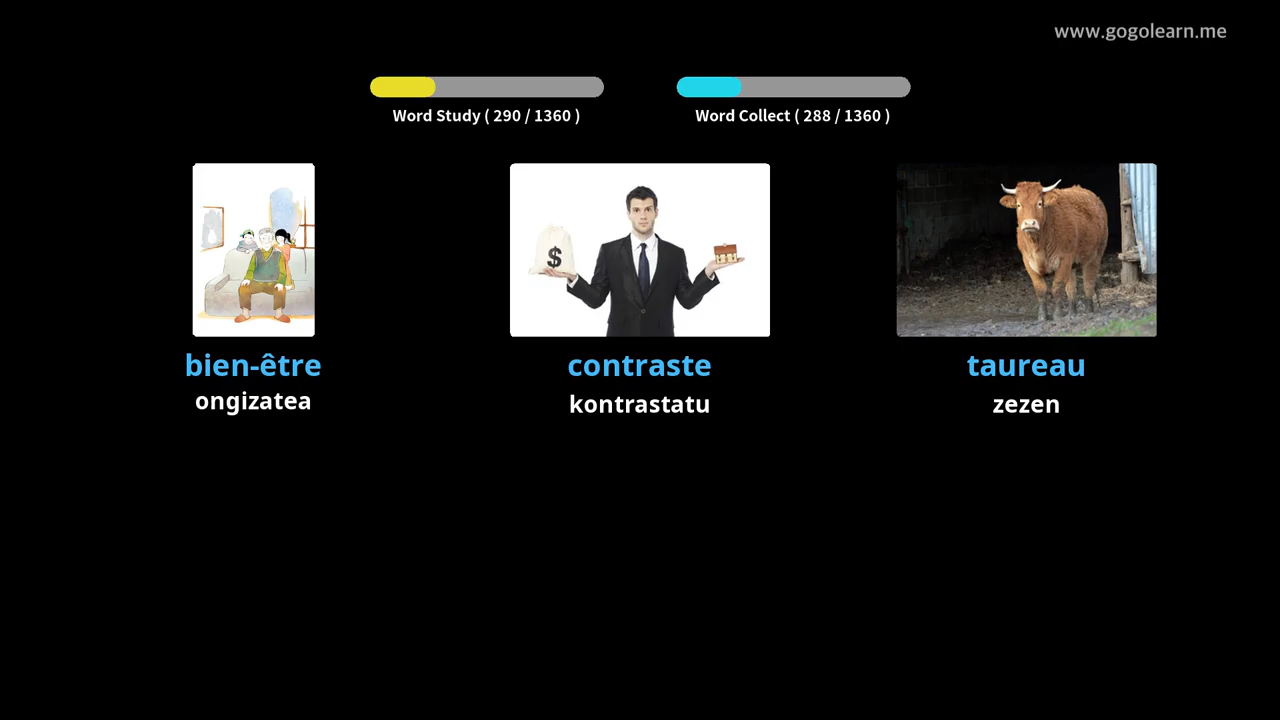 www.gogolearn.me
Word Study ( 290 / 1360 )
Word Collect ( 288 / 1360 )
$
bien-être
ongizatea
contraste
kontrastatu
taureau
zezen